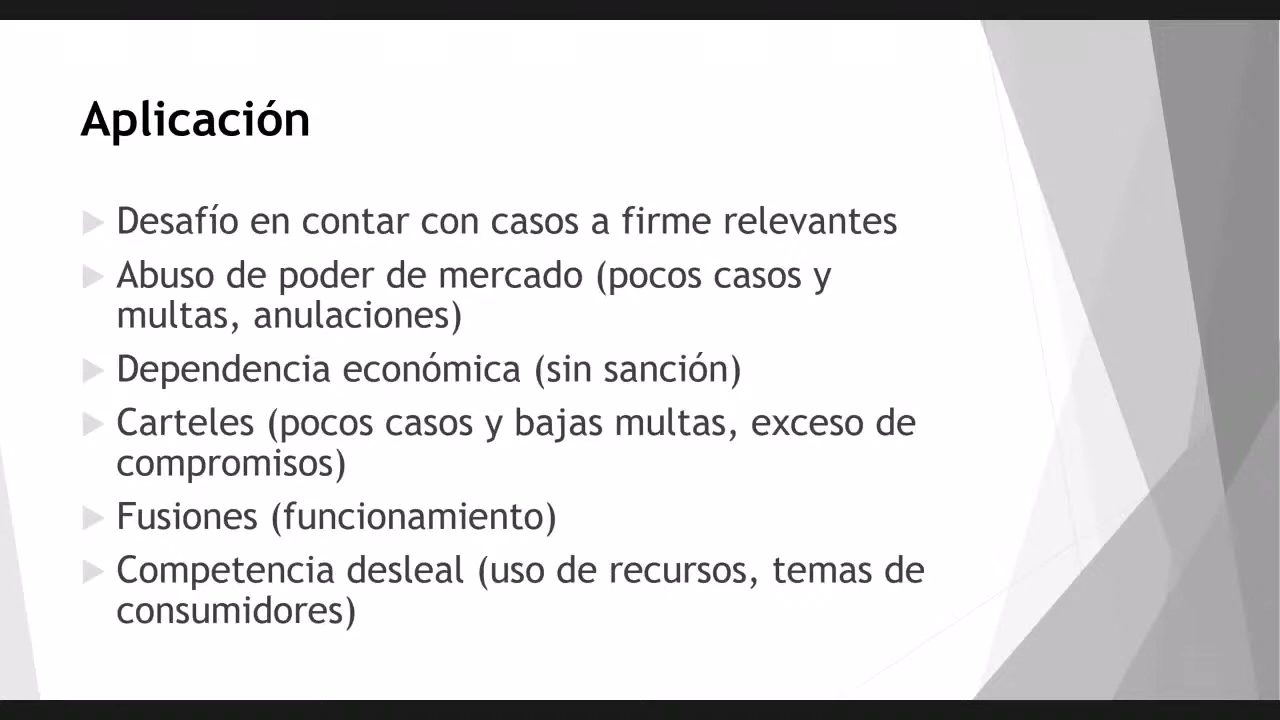 Aplicación
Desafío en contar con casos a firme relevantes
Abuso de poder de mercado (pocos casos y
multas, anulaciones)
Dependencia económica (sin sanción)
Carteles (pocos casos y bajas multas, exceso de
compromisos)
Fusiones (funcionamiento)
Competencia desleal (uso de recursos, temas de
consumidores)